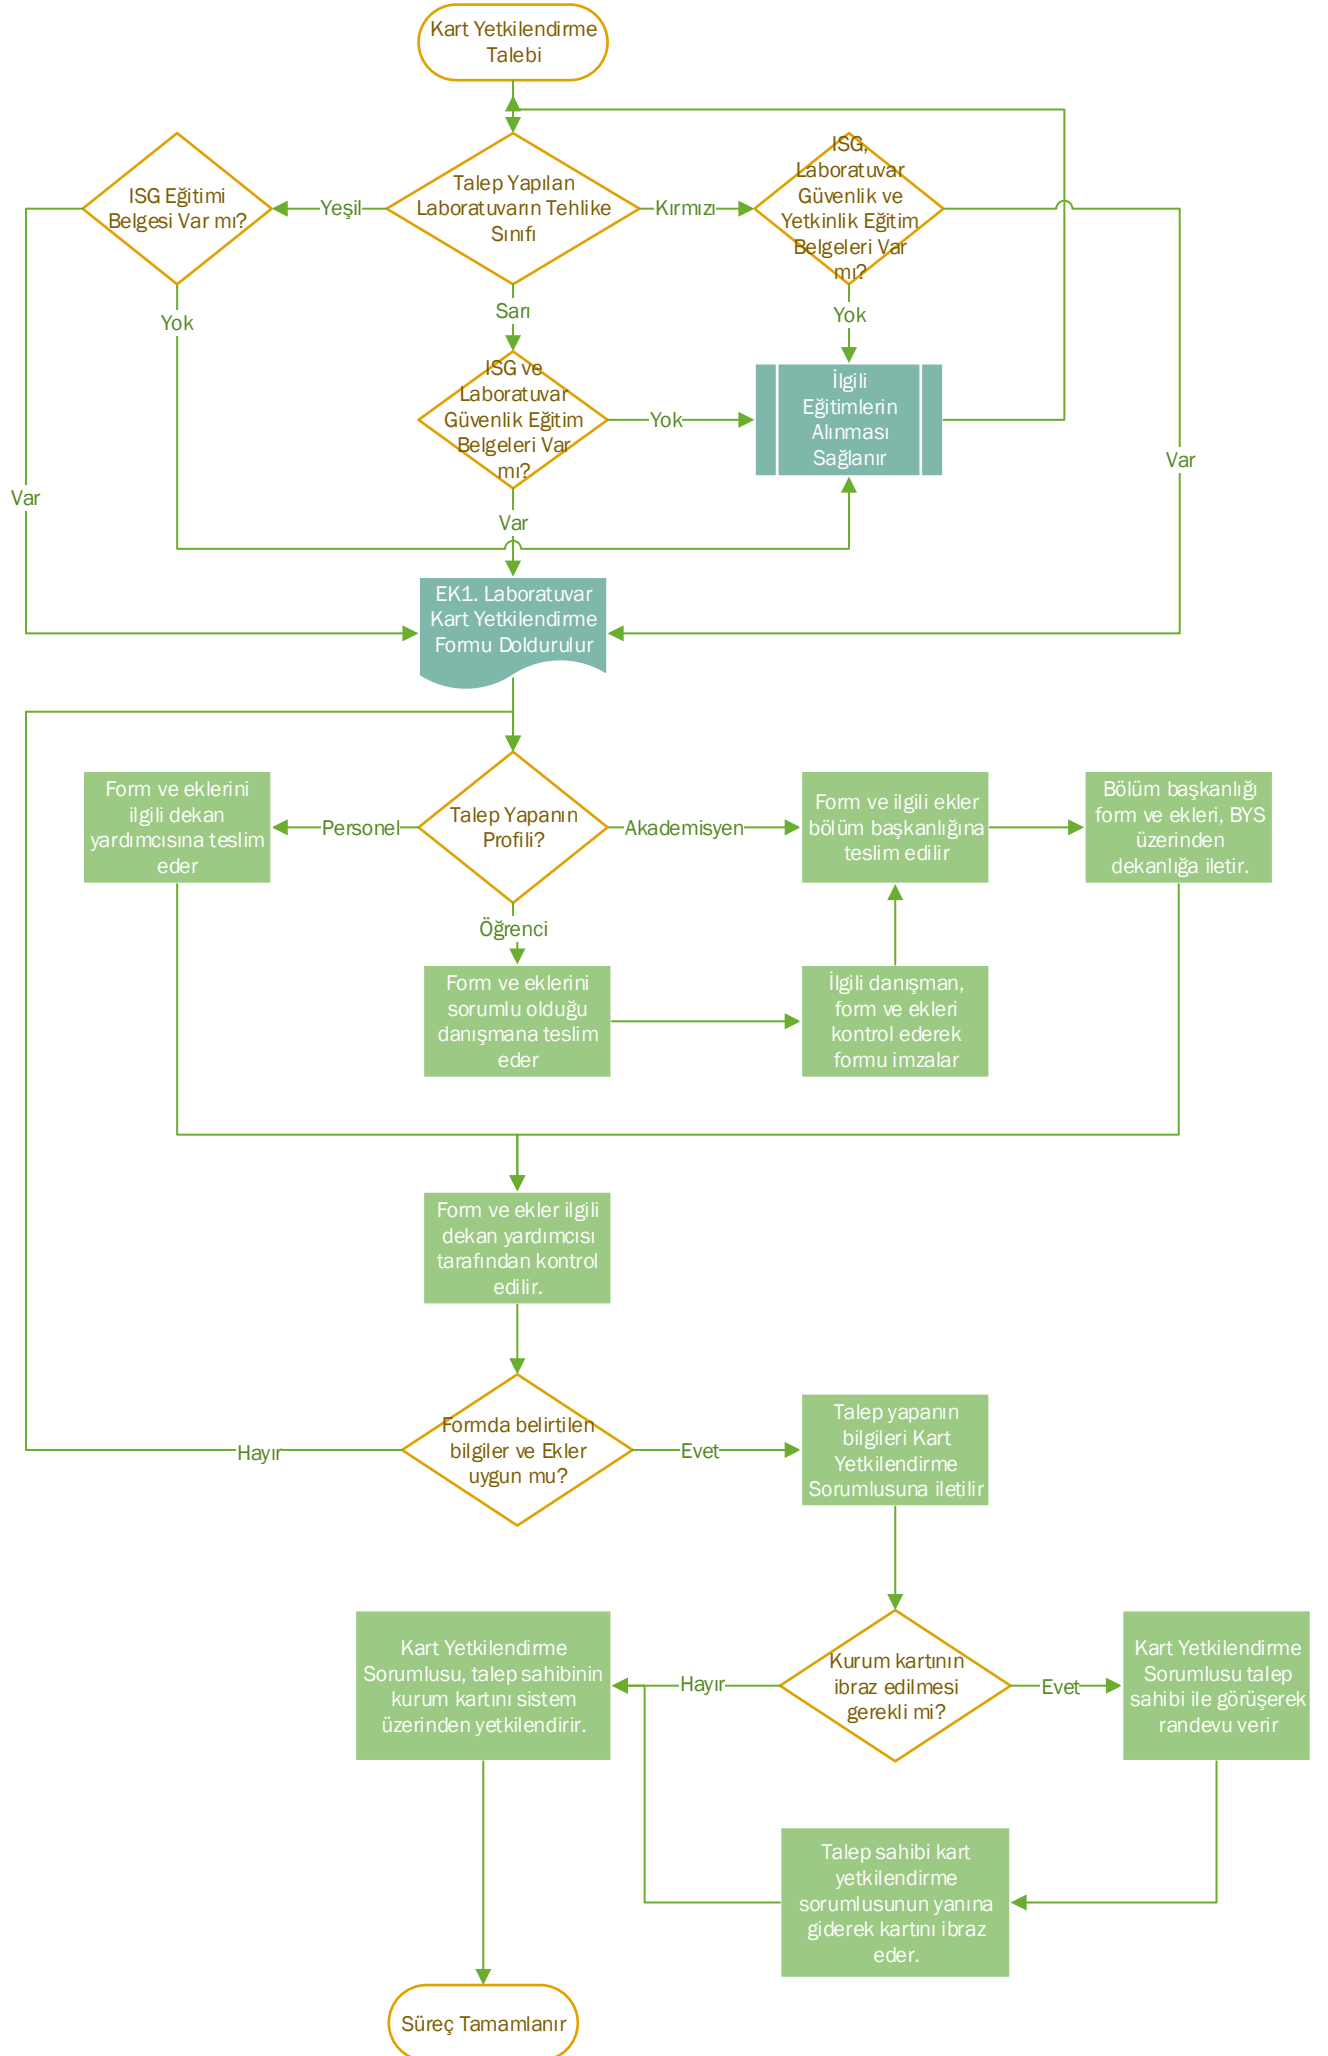 Kart Yetkilendirme
Talebi
ISG Eğitimi
Belgesi Var mı?
Yeşil
Talep Yapılan
Laboratuvarın Tehlike
Sınıfı
Kırmızı
ISG,
Laboratuvar
Güvenlik ve
Yetkinlik Eğitim
Belgeleri Var
mı?
Yok
Sarı
Yok
ISG ve
Laboratuvar
Güvenlik Eğitim
Belgeleri Var
mı?
Yok
İlgili
Eğitimlerin
Alınması
Sağlanır
Var
Var
Var
EK1. Laboratuvar
Kart Yetkilendirme
Formu Doldurulur
Form ve eklerini
ilgili dekan
yardımcısına teslim
eder
Personel
Talep Yapanın
Profili?
Akademisyen
Form ve ilgili ekler
bölüm başkanlığına
teslim edilir
Bölüm başkanlığı
form ve ekleri, BYS
üzerinden
dekanlığa iletir.
Öğrenci
Form ve eklerini
sorumlu olduğu
danışmana teslim
eder
İlgili danışman,
form ve ekleri
kontrol ederek
formu imzalar
Form ve ekler ilgili
dekan yardımcısı
tarafından kontrol
edilir.
Hayır
Formda belirtilen
bilgiler ve Ekler
uygun mu?
Evet
Talep yapanın
bilgileri Kart
Yetkilendirme
Sorumlusuna iletilir
Kart Yetkilendirme
Sorumlusu, talep sahibinin
kurum kartını sistem
üzerinden yetkilendirir.
Hayır
Kurum kartının
ibraz edilmesi
gerekli mi?
Evet
Kart Yetkilendirme
Sorumlusu talep
sahibi ile görüşerek
randevu verir
Talep sahibi kart
yetkilendirme
sorumlusunun yanına
giderek kartını ibraz
eder.
Süreç Tamamlanır